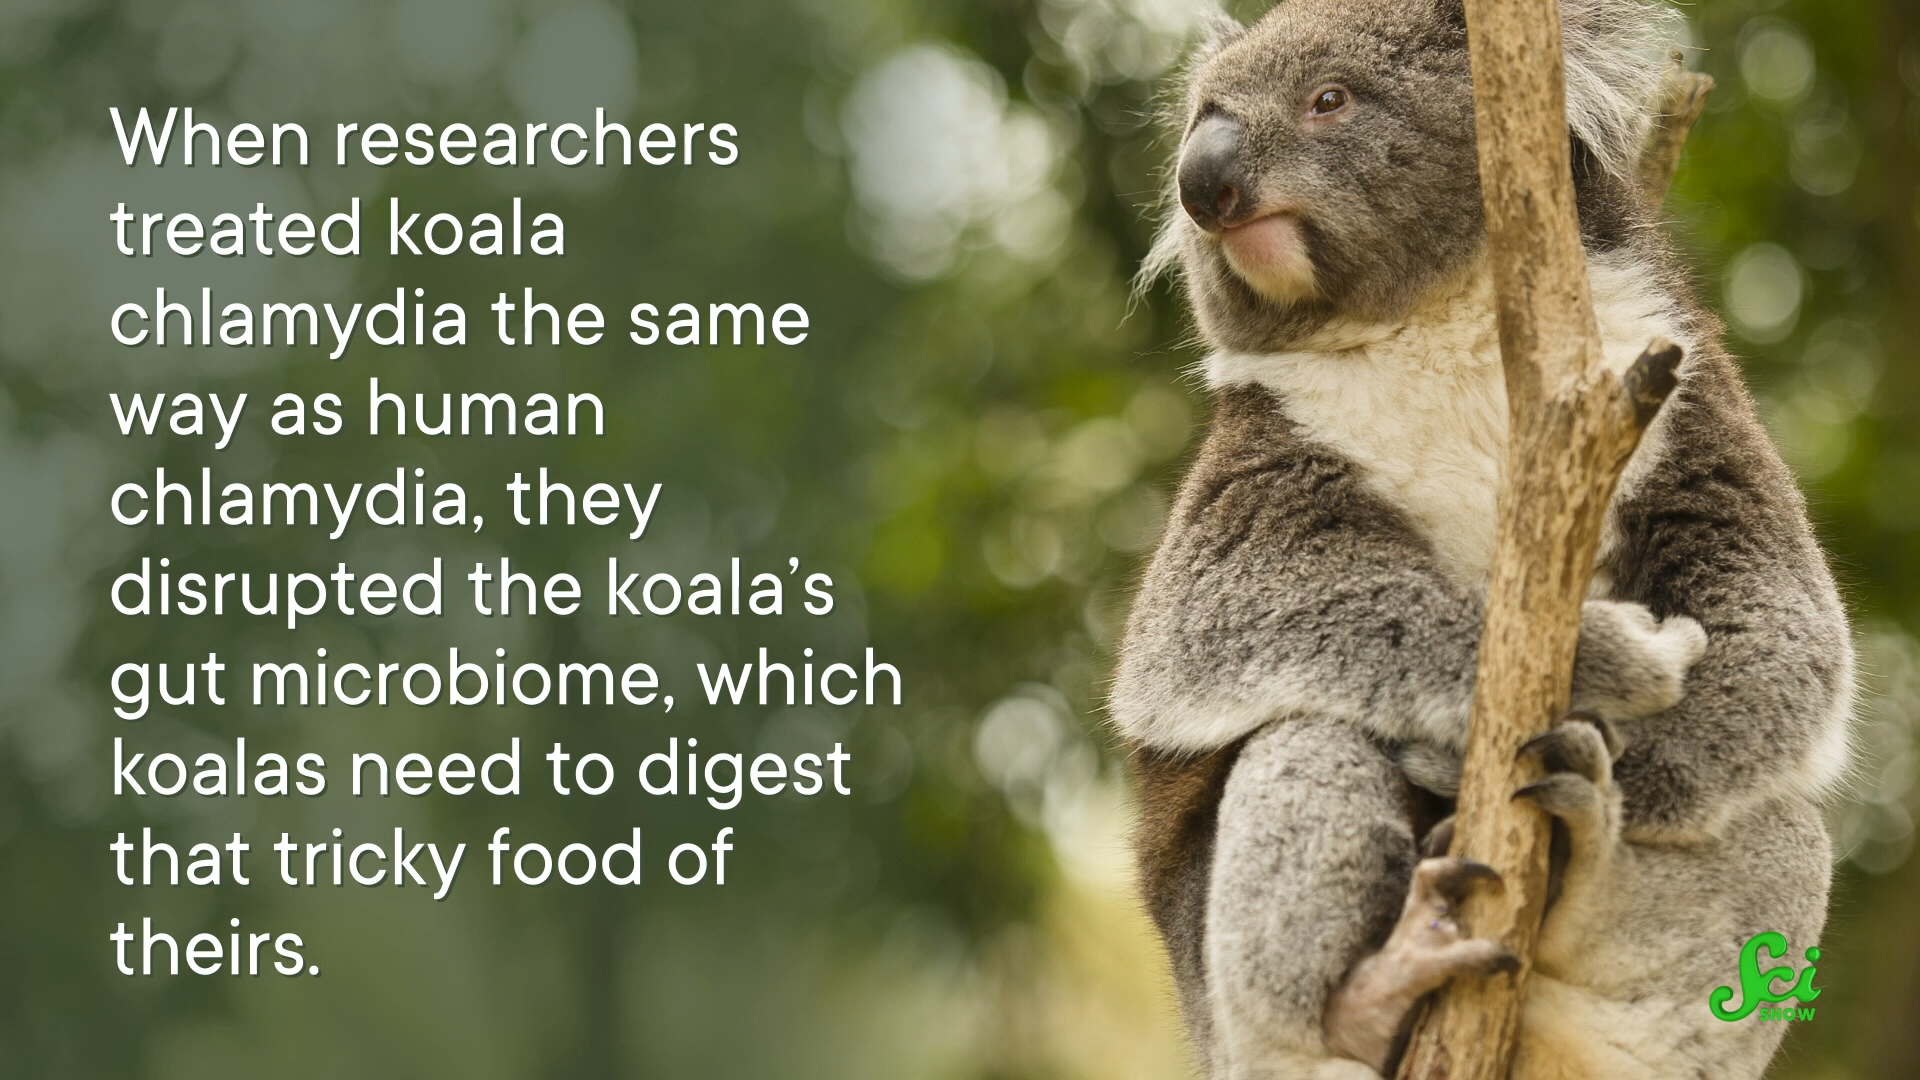 When researchers
treated koala
chlamydia the same
way as human
chlamydia, they
disrupted the koala’s
gut microbiome, which
koalas need to digest
that tricky food of
theirs.
Sci
SHOW